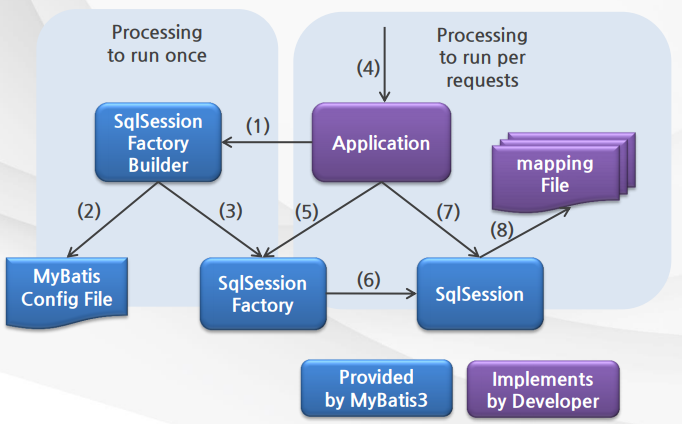 Processing
to run once
Processing
to run per
requests
(4)
SqlSession
Factory
Builder
(1)
Application
mapping
File
(2)
(3)
(5)
(7)
(8)
MyBatis
Config File
SqlSession
Factory
(6)
SqlSession
Provided
by MyBatis3
Implements
by Developer